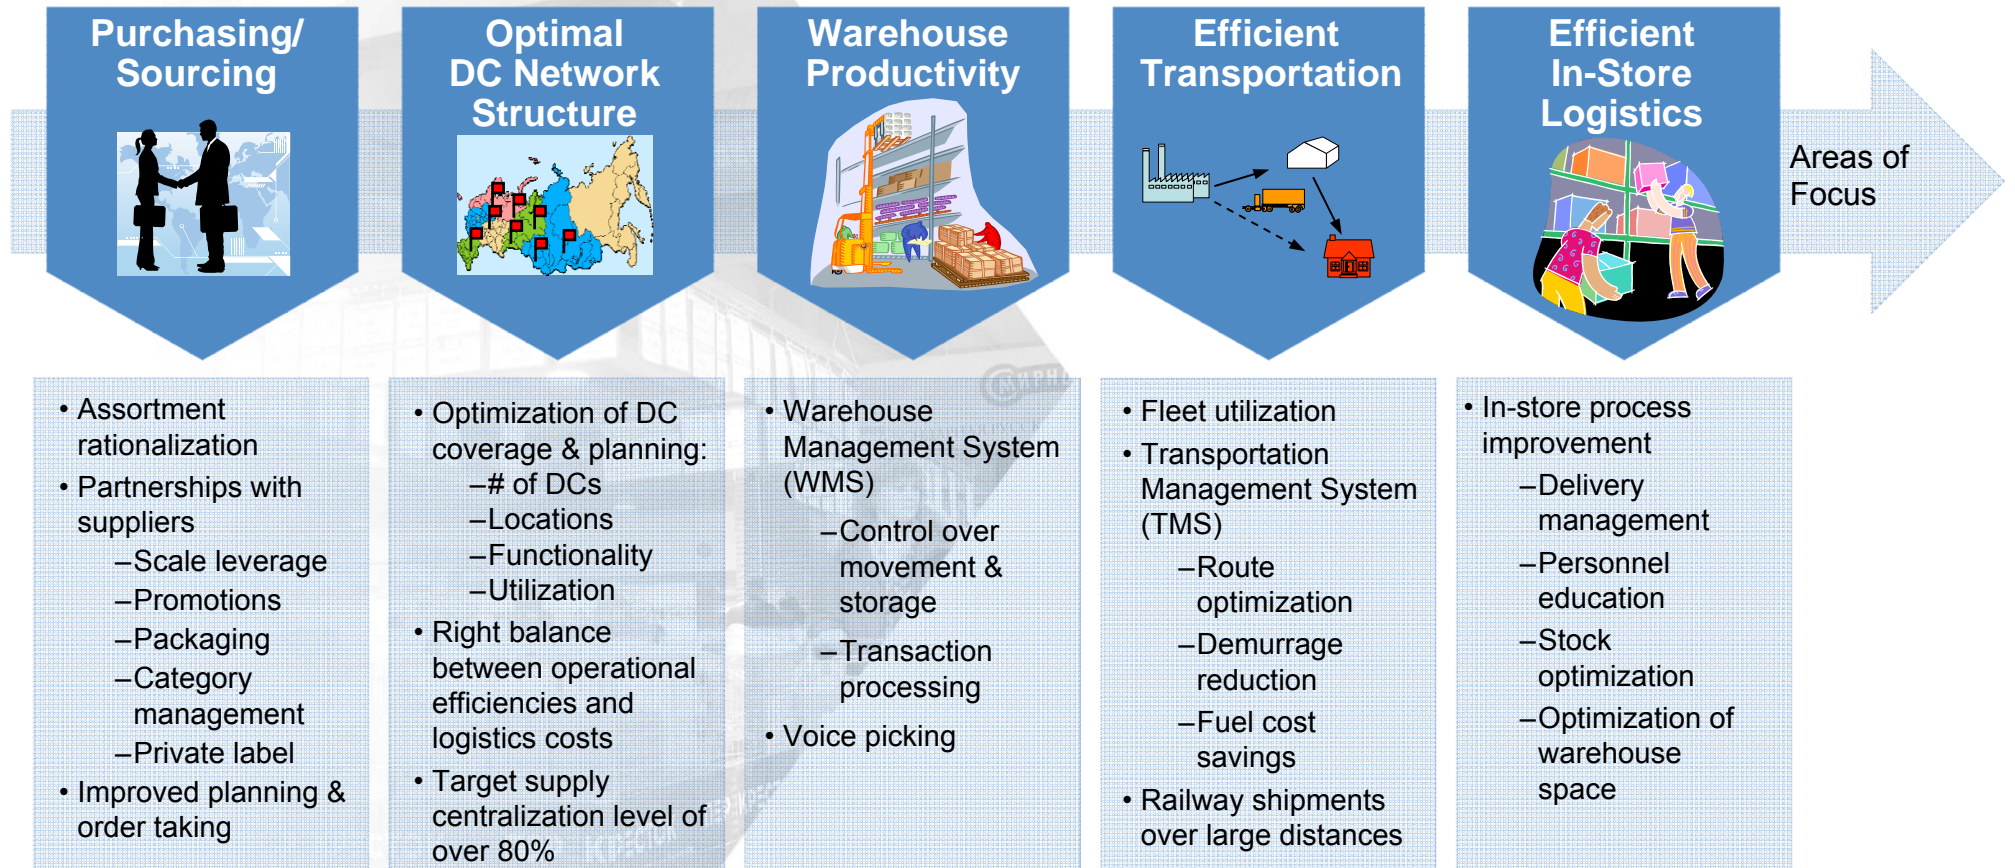 Purchasing/
Sourcing
Optimal
DC Network
Structure
Warehouse
Productivity
Efficient
Transportation
Efficient
In-Store
Logistics
Areas of
Focus
• Assortment
rationalization
• Partnerships with
suppliers
–Scale leverage
–Promotions
–Packaging
–Category
management
–Private label
• Improved planning &
order taking
• Optimization of DC
coverage & planning:
–# of DCs
–Locations
–Functionality
–Utilization
• Right balance
between operational
efficiencies and
logistics costs
• Target supply
centralization level of
over 80%
• Warehouse
Management System
(WMS)
–Control over
movement &
storage
–Transaction
processing
• Voice picking
• Fleet utilization
• Transportation
Management System
(TMS)
–Route
optimization
–Demurrage
reduction
–Fuel cost
savings
• Railway shipments
over large distances
• In-store process
improvement
–Delivery
management
–Personnel
education
–Stock
optimization
–Optimization of
warehouse
space